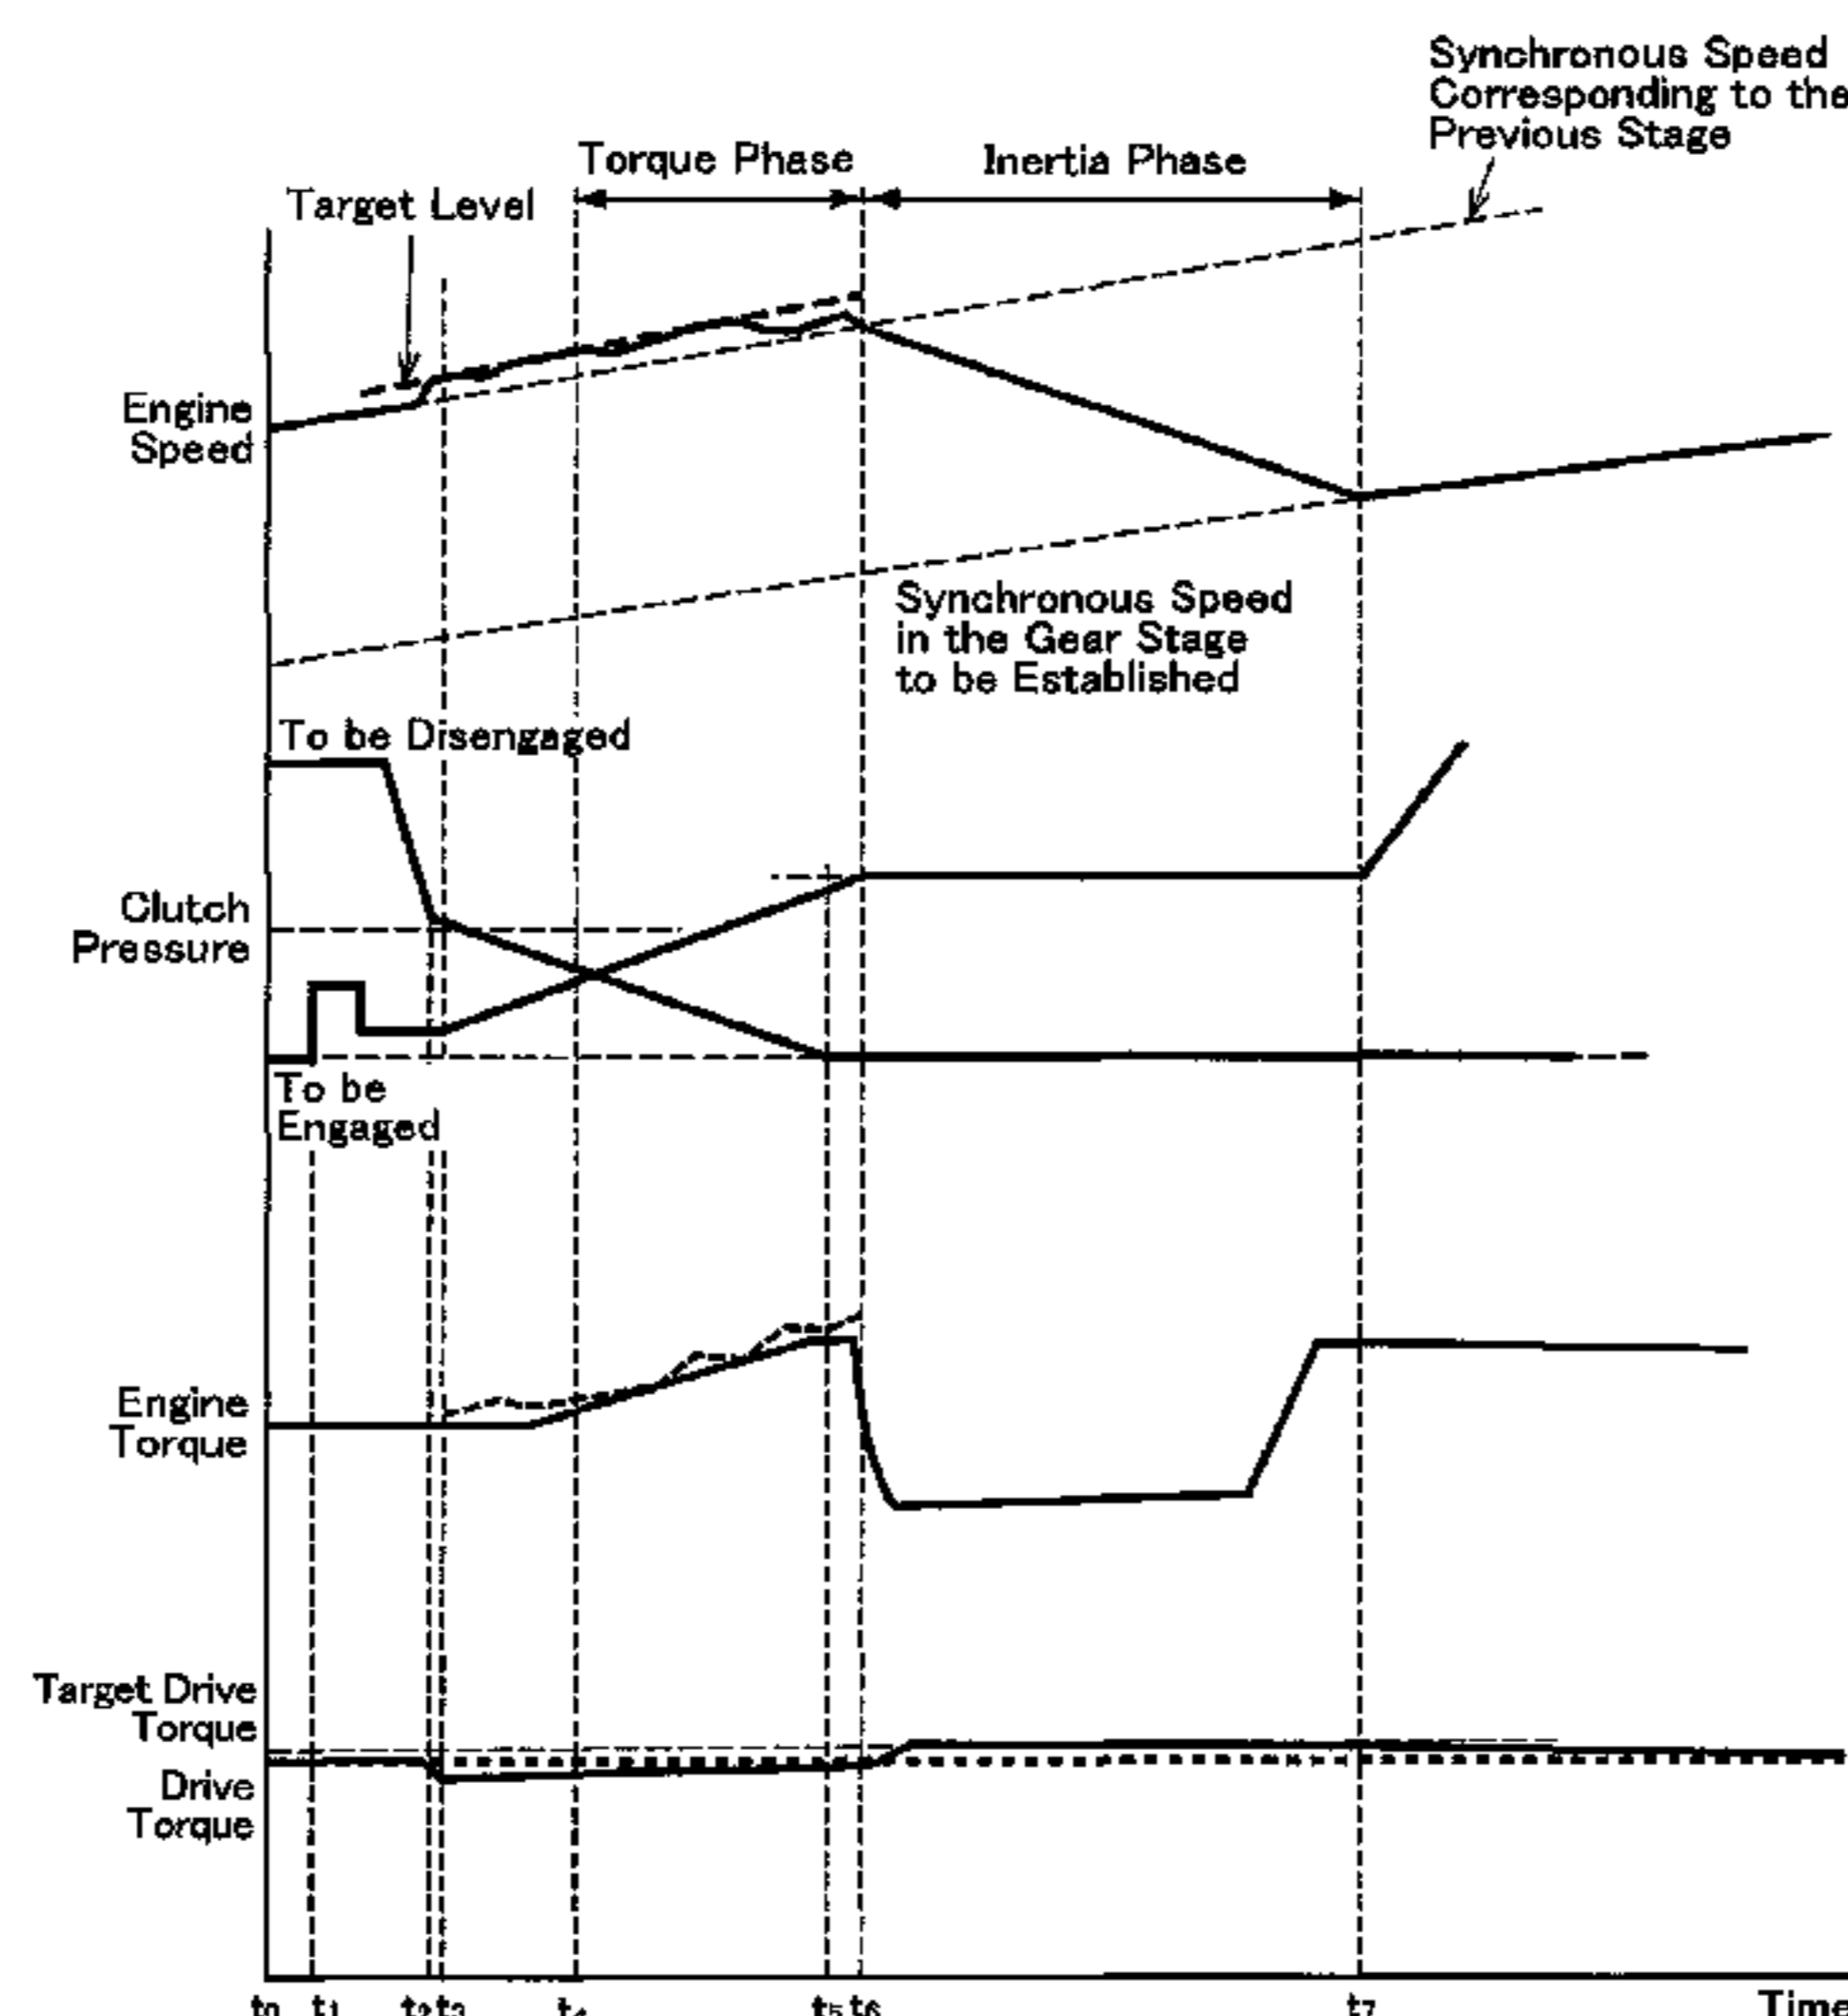 Synchronous Speed
Corresponding to the
Previous Stage
Torque Phase
Inertia Phase
Target Level
Engine
Speed
Synchronous Speed
in the Gear Stage
to be Established
To be Disengaged
Clutch
Pressure
To be
Engaged
Engine
Torque
Target Drive
Torque
Drive
Torque
t0 t1 t2 t3 t4 t5 t6 t7 Time